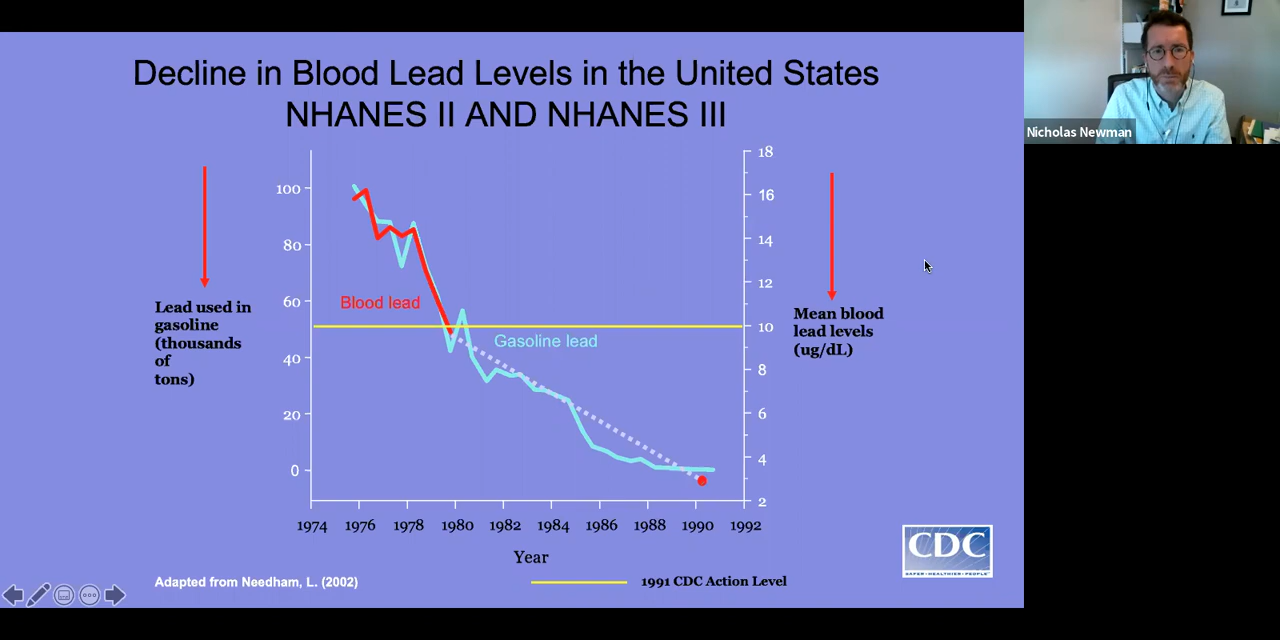 Decline in Blood Lead Levels in the United States
NHANES II AND NHANES III
Nicholas Newman
100
80
60
40
20
0
18
16
14
12
10
8
6
4
2
Blood lead
Gasoline lead
Lead used in
gasoline
(thousands
of
tons)
Mean blood
lead levels
(ug/dL)
1974 1976 1978 1980 1982 1984 1986 1988 1990 1992
Year
Adapted from Needham, L. (2002)
1991 CDC Action Level
CDC
SAFER • HEALTHIER • PEOPLE™